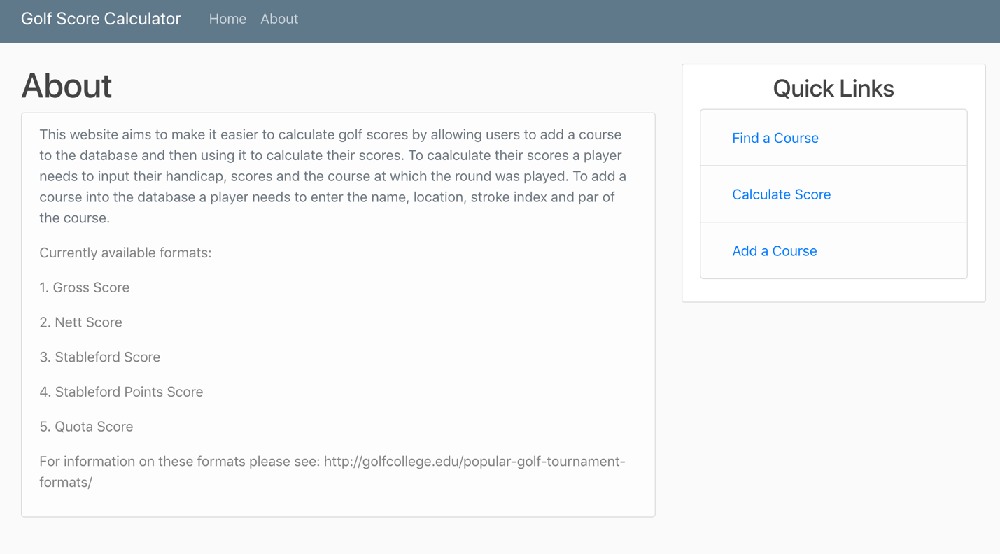 Golf Score Calculator Home About
About
This website aims to make it easier to calculate golf scores by allowing users to add a course
to the database and then using it to calculate their scores. To caalculate their scores a player
needs to input their handicap, scores and the course at which the round was played. To add a
course into the database a player needs to enter the name, location, stroke index and par of
the course.
Currently available formats:
1. Gross Score
2. Nett Score
3. Stableford Score
4. Stableford Points Score
5. Quota Score
For information on these formats please see: http://golfcollege.edu/popular-golf-tournament-
formats/
Quick Links
Find a Course
Calculate Score
Add a Course